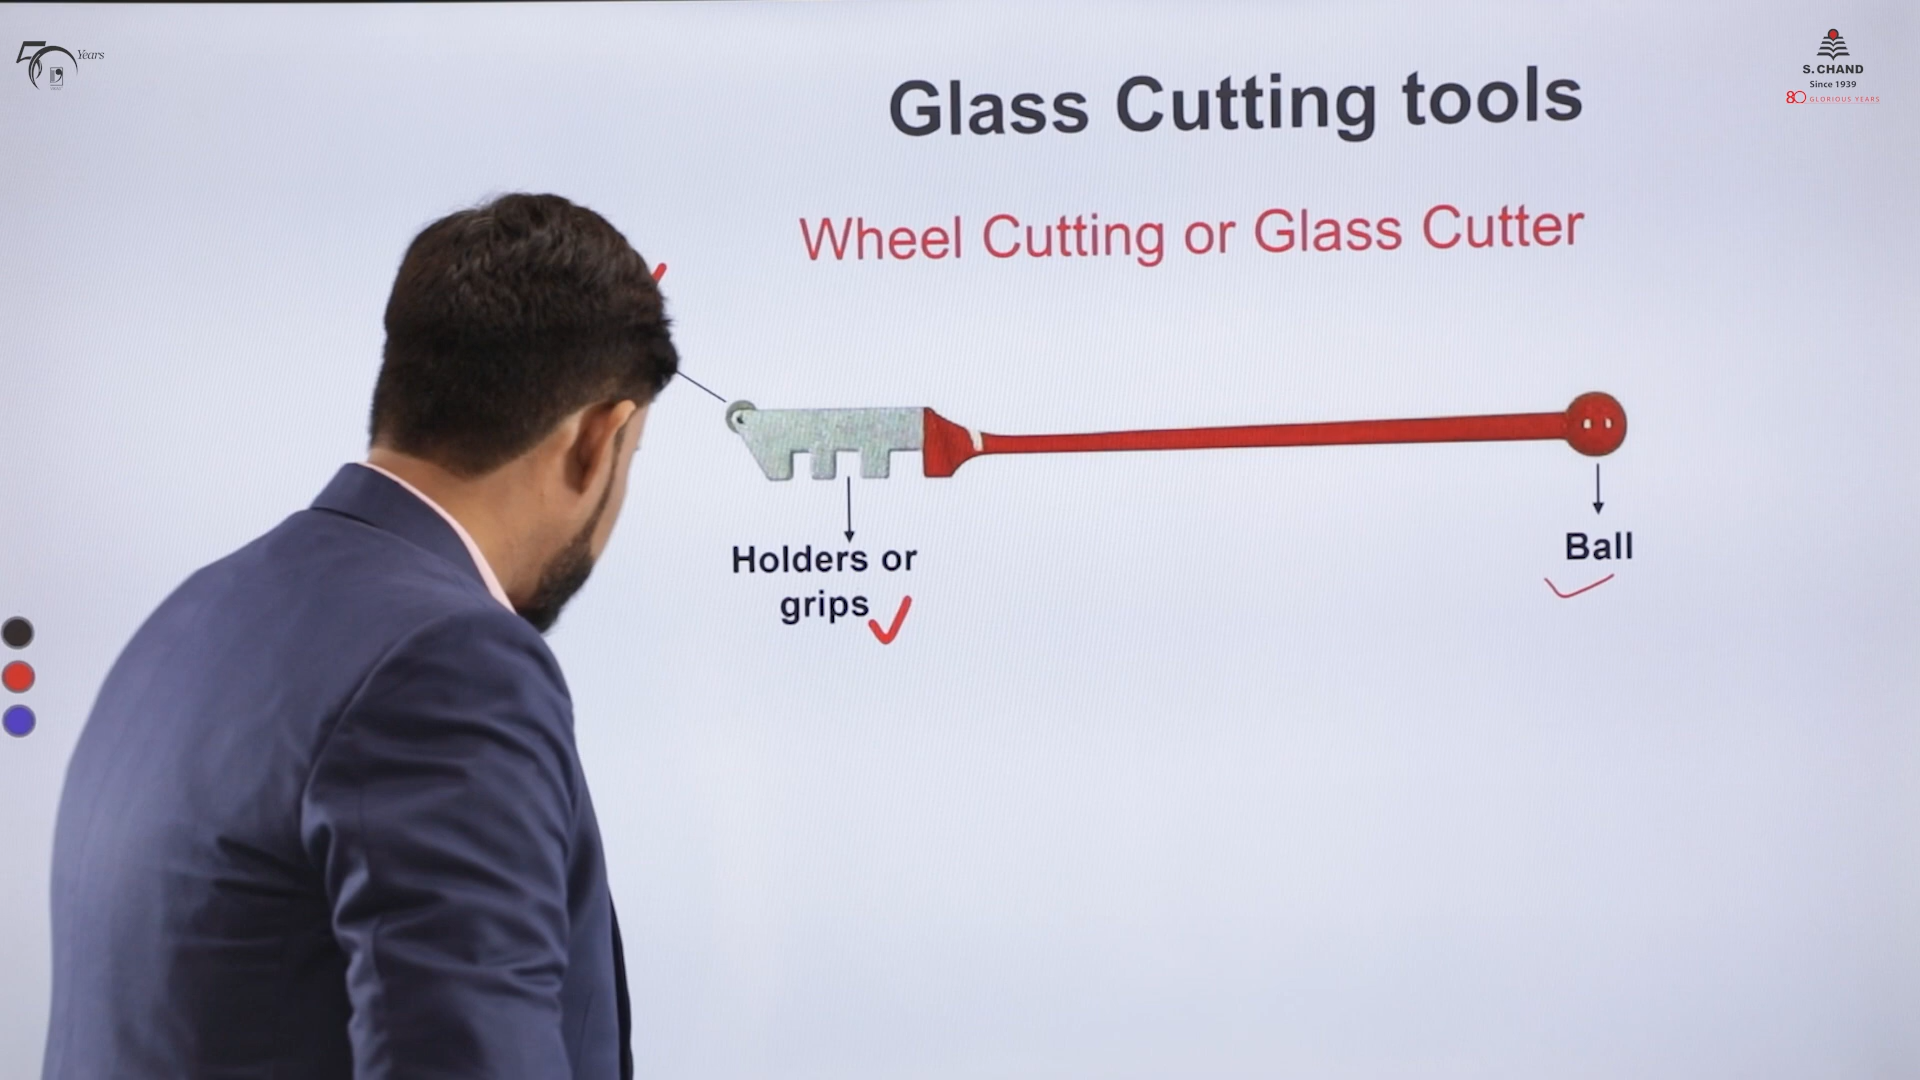 50 Years
S. CHAND
Since 1939
80 GLORIOUS YEARS
Glass Cutting tools
Wheel Cutting or Glass Cutter
Holders or
grips
Ball